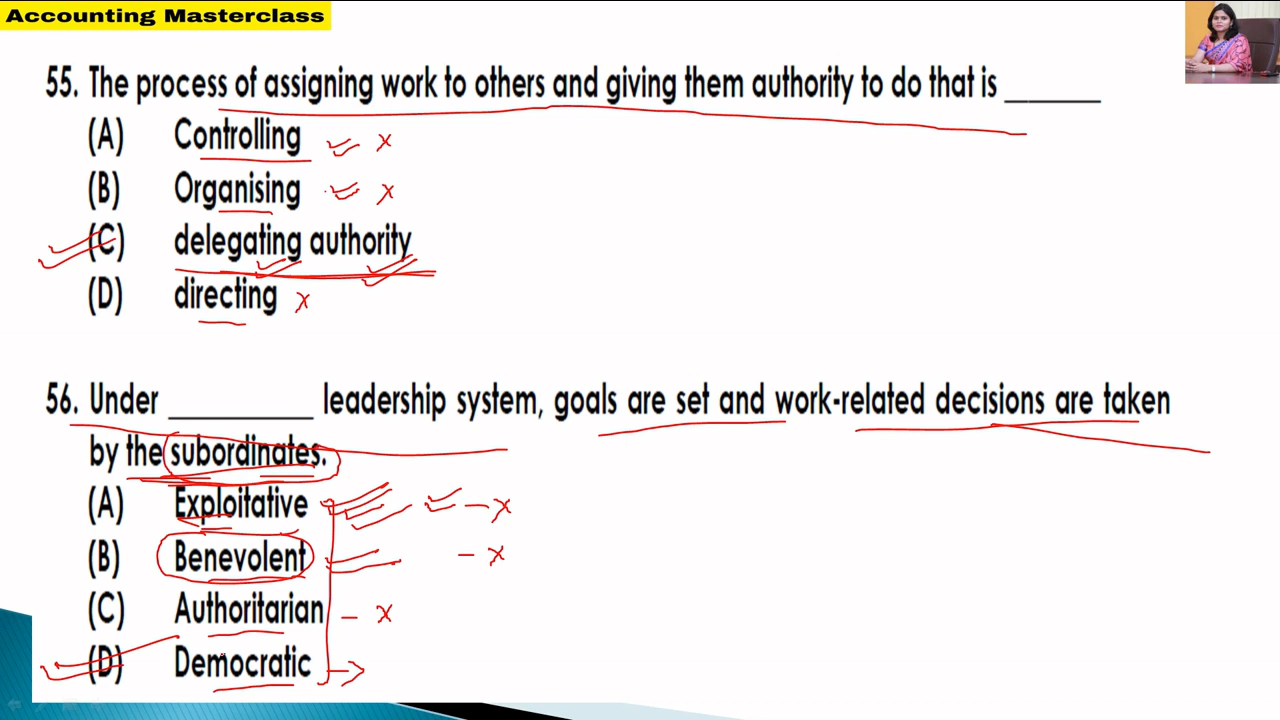 Accounting Masterclass
55. The process of assigning work to others and giving them authority to do that is _______
(A) Controlling
(B) Organising
(C) delegating authority
(D) directing
56. Under __________ leadership system, goals are set and work-related decisions are taken
by the subordinates.
(A) Exploitative
(B) Benevolent
(C) Authoritarian
(D) Democratic